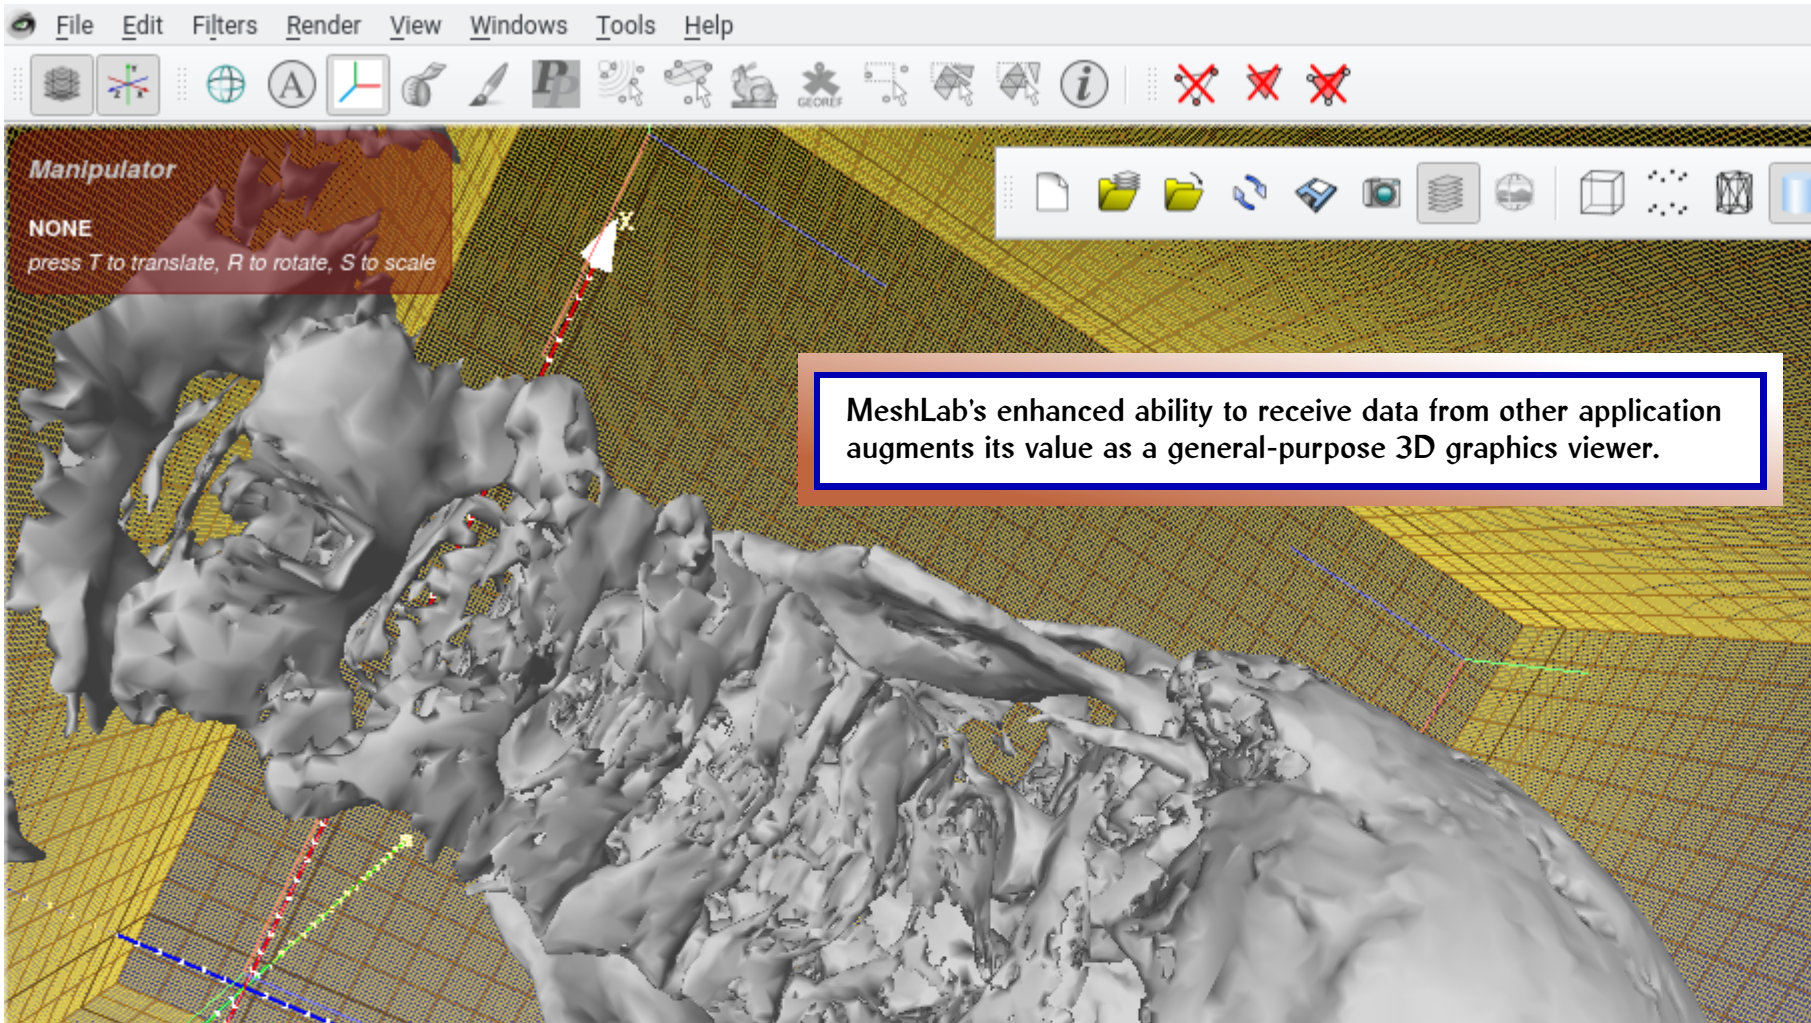 File Edit Filters Render View Windows Tools Help
A
P
GEOREF
i
Manipulator
NONE
press T to translate, R to rotate, S to scale
X
MeshLab's enhanced ability to receive data from other application
augments its value as a general-purpose 3D graphics viewer.